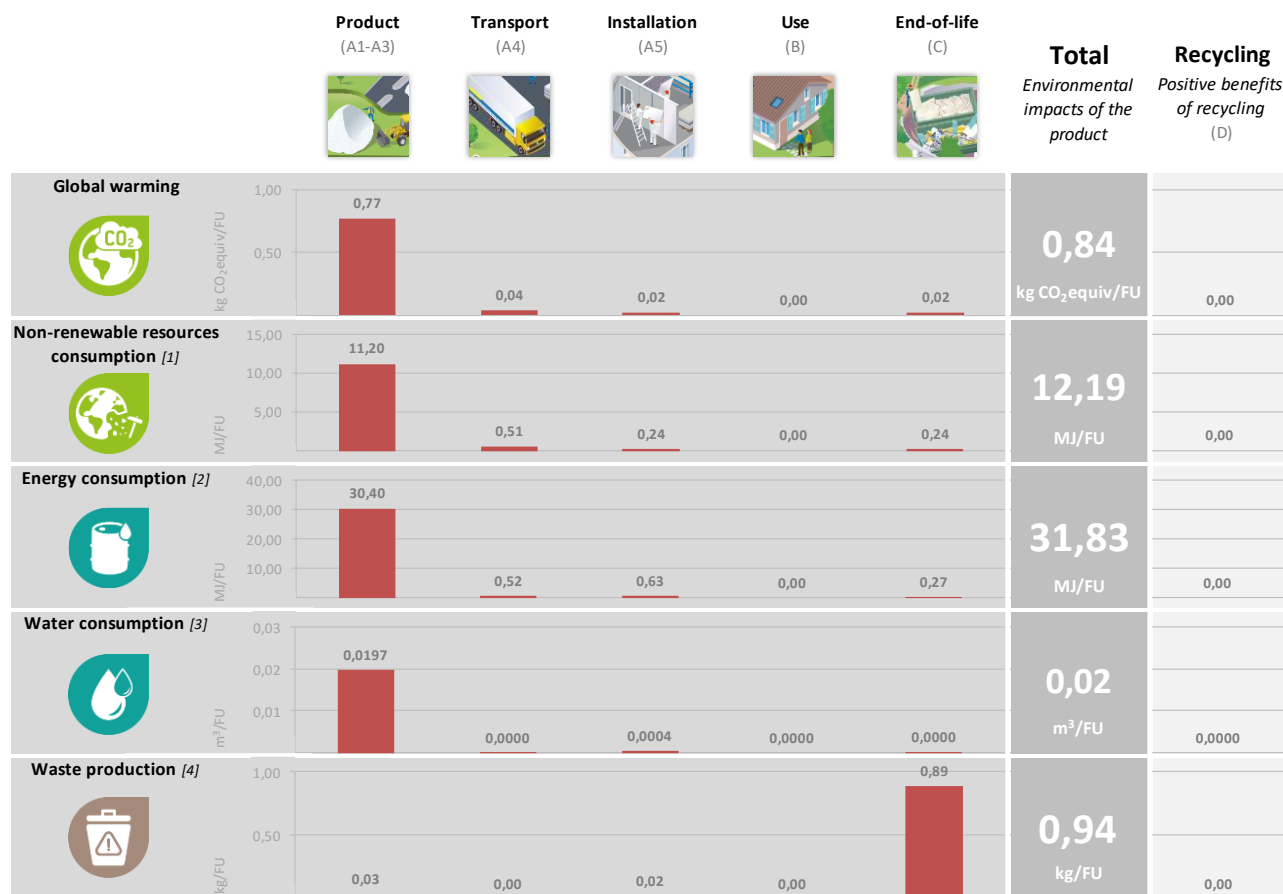 Product
(A1-A3)
Transport
(A4)
Installation
(A5)
Use
(B)
End-of-life
(C)
Total
Environmental
impacts of the
product
Recycling
Positive benefits
of recycling
(D)
Global warming
CO₂
kg CO₂equiv/FU
1,00
0,50
0,77
0,04
0,02
0,00
0,02
0,84
kg CO₂equiv/FU
0,00
Non-renewable resources
consumption [1]
MJ/FU
15,00
10,00
5,00
11,20
0,51
0,24
0,00
0,24
12,19
MJ/FU
0,00
Energy consumption [2]
MJ/FU
40,00
30,00
20,00
10,00
30,40
0,52
0,63
0,00
0,27
31,83
MJ/FU
0,00
Water consumption [3]
m³/FU
0,03
0,02
0,01
0,0197
0,0000
0,0004
0,0000
0,0000
0,02
m³/FU
0,0000
Waste production [4]
kg/FU
1,00
0,50
0,03
0,00
0,02
0,00
0,89
0,94
kg/FU
0,00